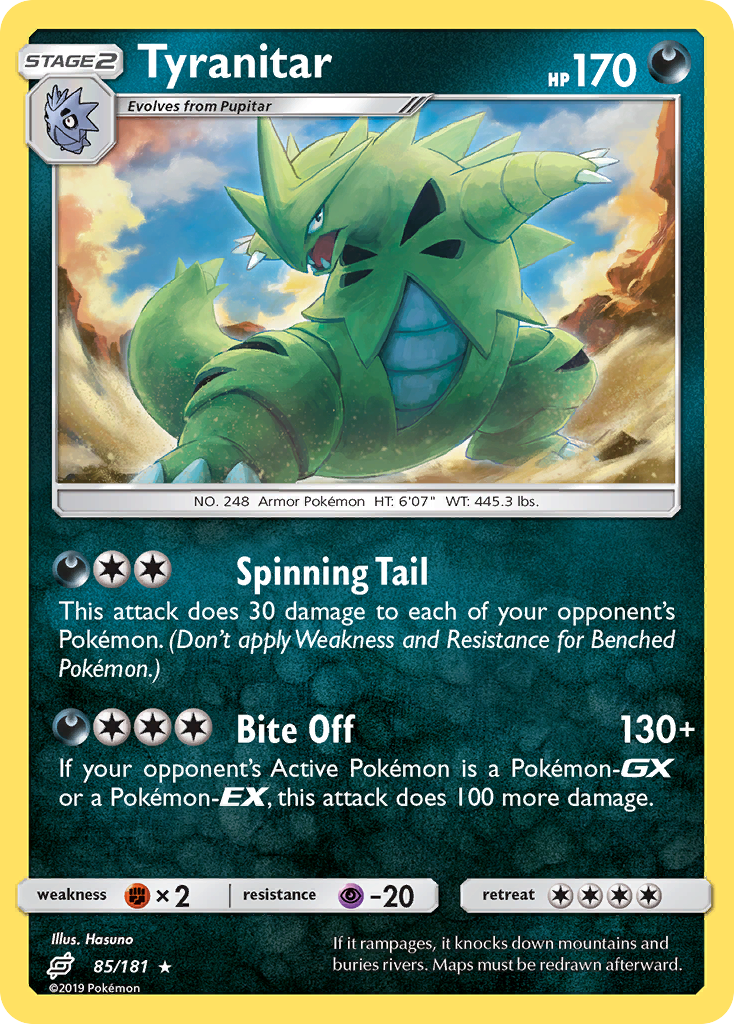 STAGE2
Tyranitar
HP 170
Evolves from Pupitar
NO. 248 Armor Pokémon HT: 6'07" WT: 445.3 lbs.
Spinning Tail
This attack does 30 damage to each of your opponent's
Pokémon. (Don't apply Weakness and Resistance for Benched
Pokémon.)
Bite Off 130+
If your opponent's Active Pokémon is a Pokémon-GX
or a Pokémon-EX, this attack does 100 more damage.
weakness ×2 resistance -20 retreat
Illus. Hasuno
85/181
©2019 Pokémon
If it rampages, it knocks down mountains and
buries rivers. Maps must be redrawn afterward.